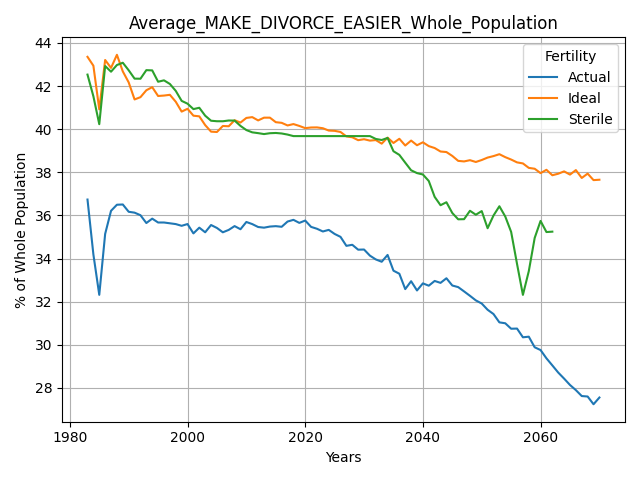 Average_MAKE_DIVORCE_EASIER_Whole_Population
Fertility
Actual
Ideal
Sterile
% of Whole Population
44
42
40
38
36
34
32
30
28
1980
2000
2020
2040
2060
Years